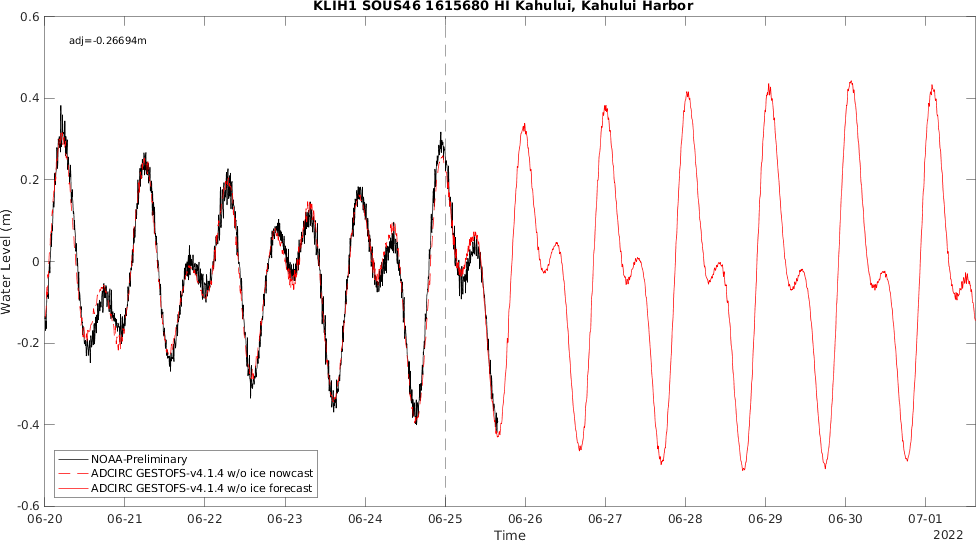 KLIH1 SOUS46 1615680 HI Kahului, Kahului Harbor
adj=-0.26694m
Water Level (m)
0.6
0.4
0.2
0
-0.2
-0.4
-0.6
NOAA-Preliminary
ADCIRC GESTOFS-v4.1.4 w/o ice nowcast
ADCIRC GESTOFS-v4.1.4 w/o ice forecast
06-20 06-21 06-22 06-23 06-24 06-25 06-26 06-27 06-28 06-29 06-30 07-01
Time
2022